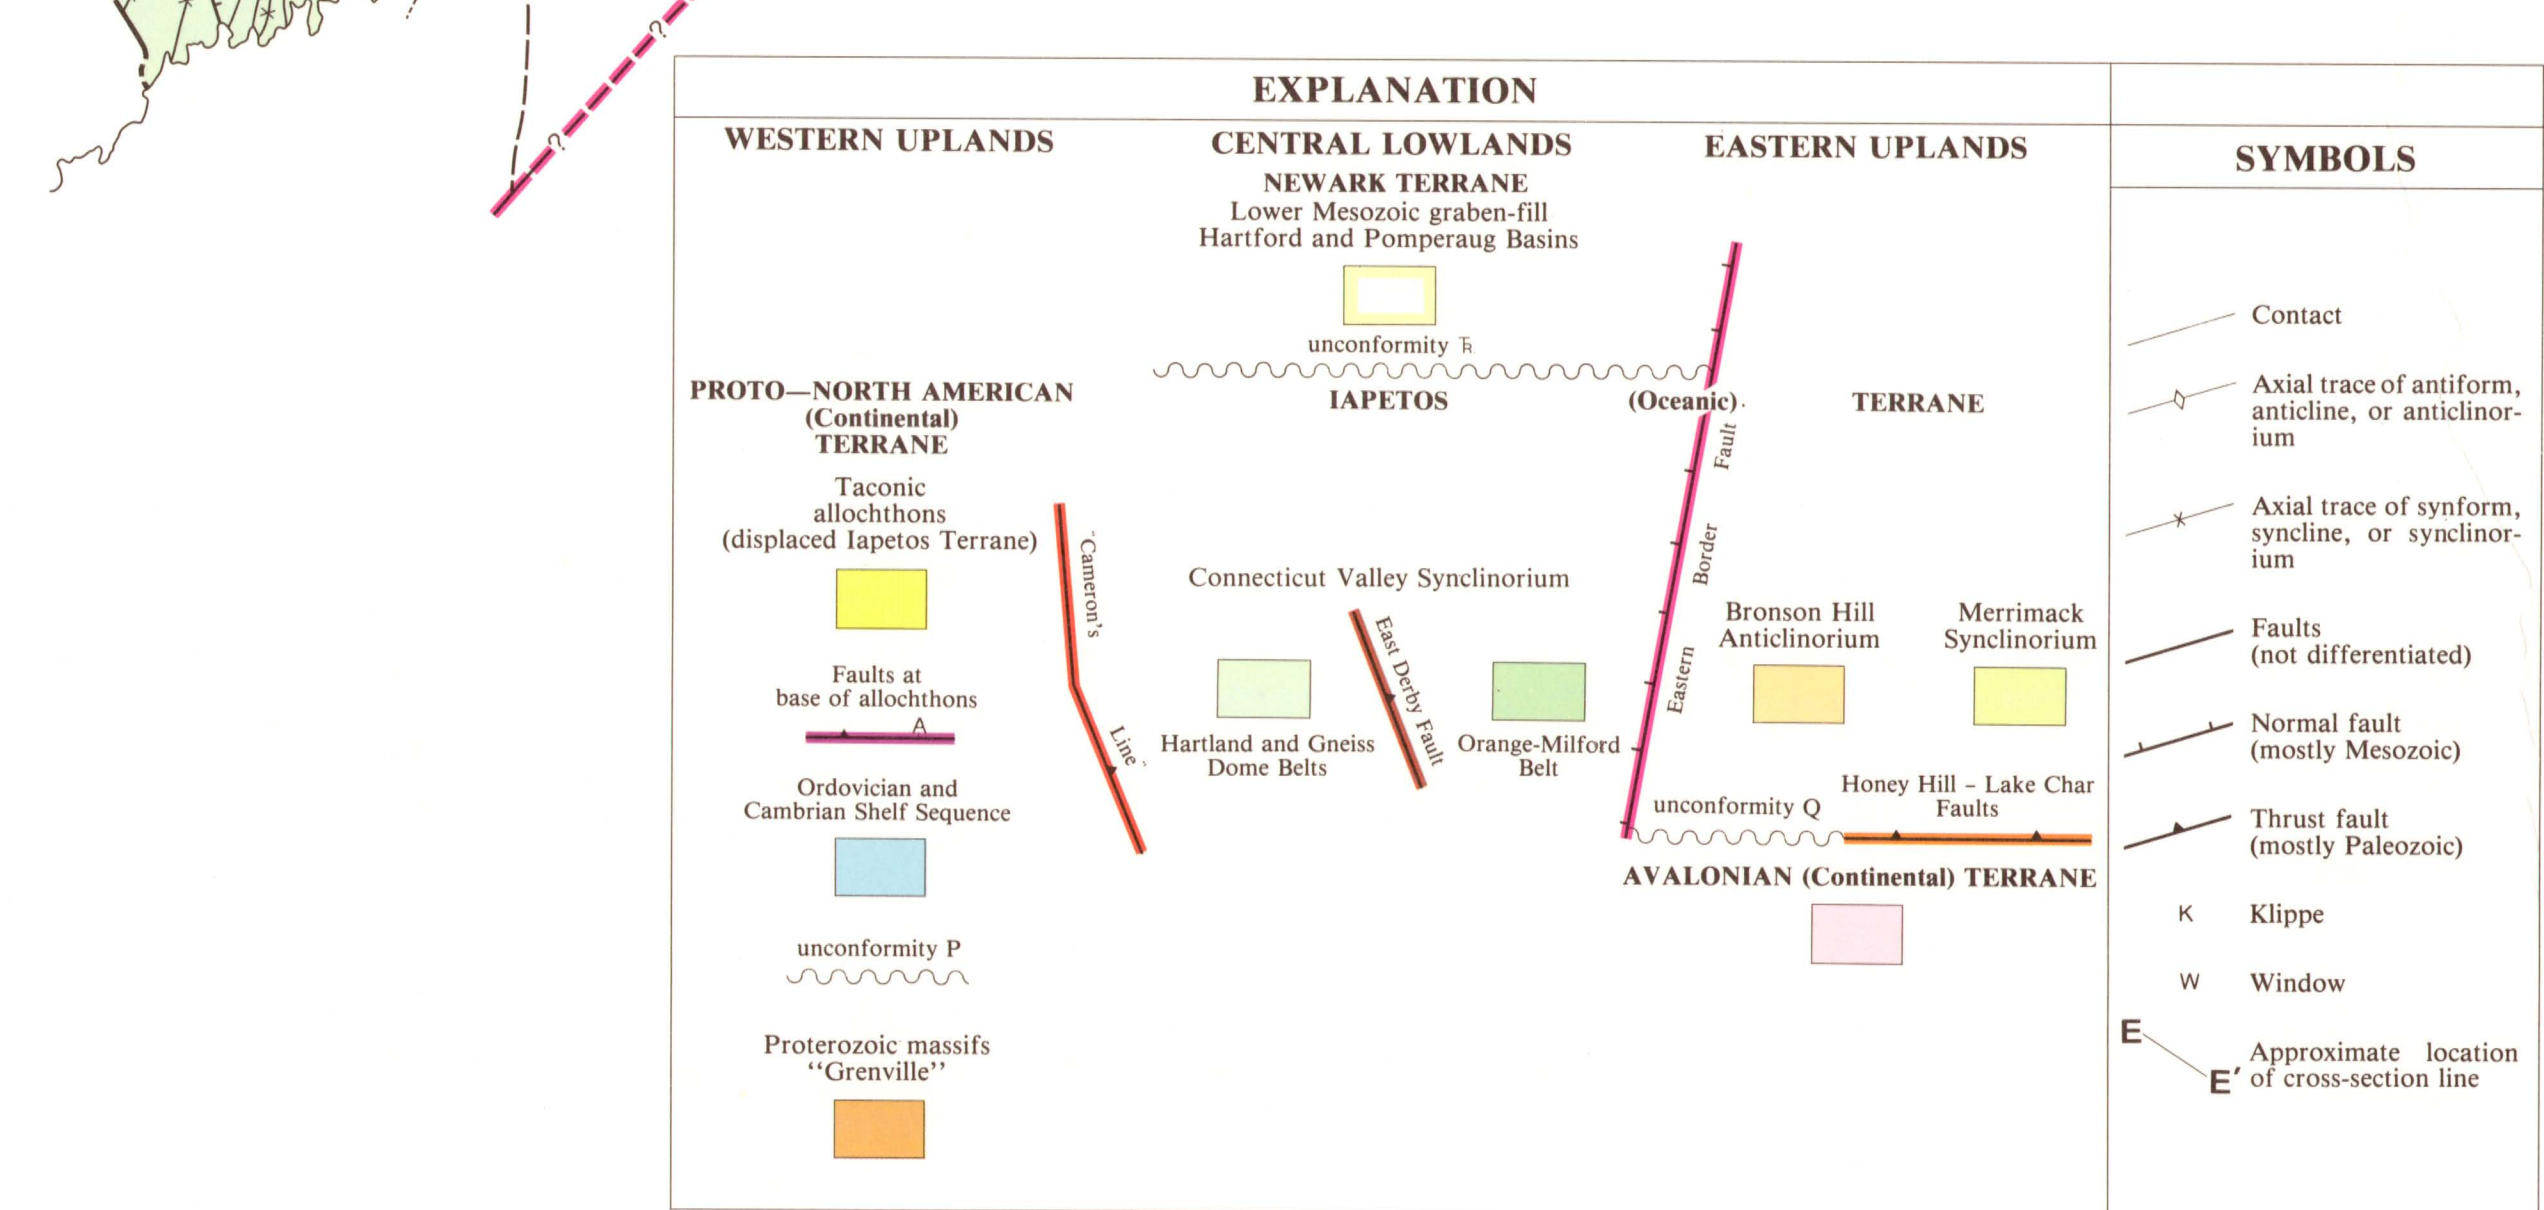 ?
?
EXPLANATION
WESTERN UPLANDS
CENTRAL LOWLANDS
EASTERN UPLANDS
NEWARK TERRANE
Lower Mesozoic graben-fill
Hartford and Pomperaug Basins
unconformity Ꞃ
IAPETOS (Oceanic) TERRANE
PROTO—NORTH AMERICAN
(Continental)
TERRANE
Taconic
allochthons
(displaced Iapetos Terrane)
Faults at
base of allochthons
A
Ordovician and
Cambrian Shelf Sequence
unconformity P
Proterozoic massifs
“Grenville”
"Cameron's Line"
Connecticut Valley Synclinorium
Hartland and Gneiss
Dome Belts
East Derby Fault
Orange-Milford
Belt
Eastern Border Fault
Bronson Hill
Anticlinorium
Merrimack
Synclinorium
unconformity Q
Honey Hill – Lake Char
Faults
AVALONIAN (Continental) TERRANE
SYMBOLS
Contact
Axial trace of antiform,
anticline, or anticlinor-
ium
Axial trace of synform,
syncline, or synclinor-
ium
Faults
(not differentiated)
Normal fault
(mostly Mesozoic)
Thrust fault
(mostly Paleozoic)
K Klippe
W Window
E
E′
Approximate location
of cross-section line